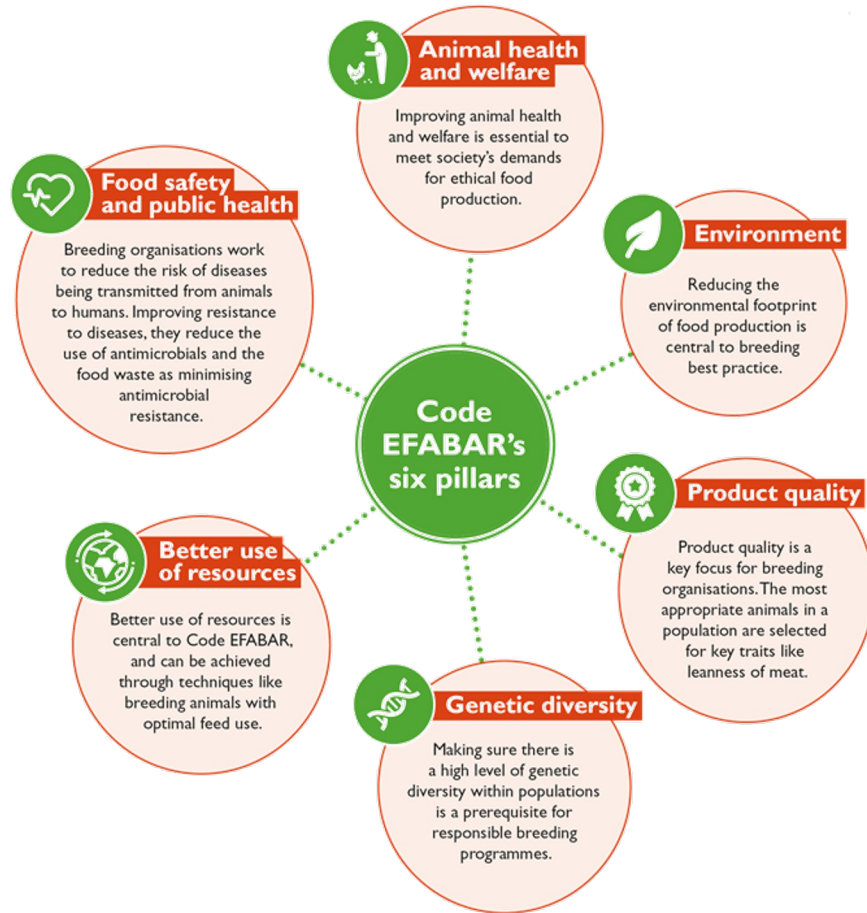 Animal health
and welfare
Improving animal health
and welfare is essential to
meet society's demands
for ethical food
production.
Food safety
and public health
Breeding organisations work
to reduce the risk of diseases
being transmitted from animals
to humans. Improving resistance
to diseases, they reduce the
use of antimicrobials and the
food waste as minimising
antimicrobial
resistance.
Environment
Reducing the
environmental footprint
of food production is
central to breeding
best practice.
Code
EFABAR's
six pillars
Product quality
Product quality is a
key focus for breeding
organisations. The most
appropriate animals in a
population are selected
for key traits like
leanness of meat.
Better use
of resources
Better use of resources is
central to Code EFABAR,
and can be achieved
through techniques like
breeding animals with
optimal feed use.
Genetic diversity
Making sure there is
a high level of genetic
diversity within populations
is a prerequisite for
responsible breeding
programmes.